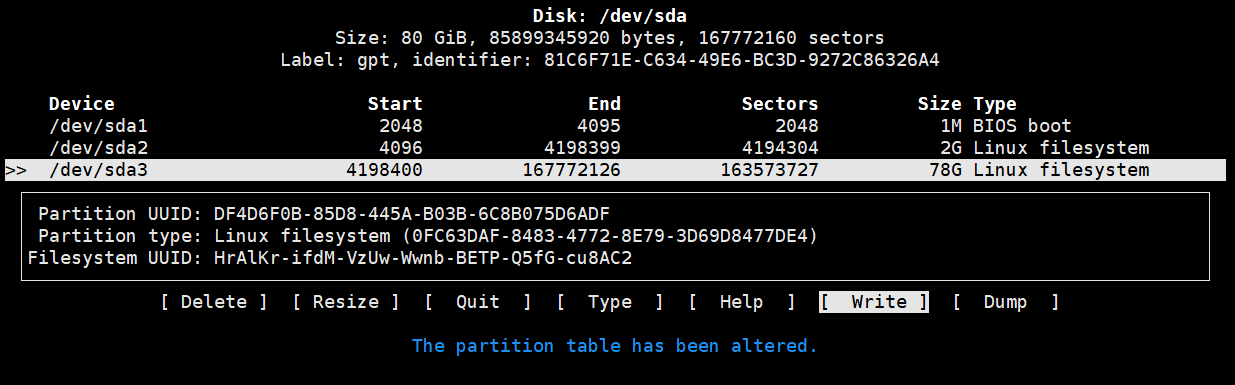 Disk: /dev/sda
Size: 80 GiB, 85899345920 bytes, 167772160 sectors
Label: gpt, identifier: 81C6F71E-C634-49E6-BC3D-9272C86326A4
Device Start End Sectors Size Type
/dev/sda1 2048 4095 2048 1M BIOS boot
/dev/sda2 4096 4198399 4194304 2G Linux filesystem
>> /dev/sda3 4198400 167772126 163573727 78G Linux filesystem
Partition UUID: DF4D6F0B-85D8-445A-B03B-6C8B075D6ADF
Partition type: Linux filesystem (0FC63DAF-8483-4772-8E79-3D69D8477DE4)
Filesystem UUID: HrAlKr-ifdM-VzUw-Wwnb-BETP-Q5fG-cu8AC2
[ Delete ] [ Resize ] [ Quit ] [ Type ] [ Help ] [ Write ] [ Dump ]
The partition table has been altered.